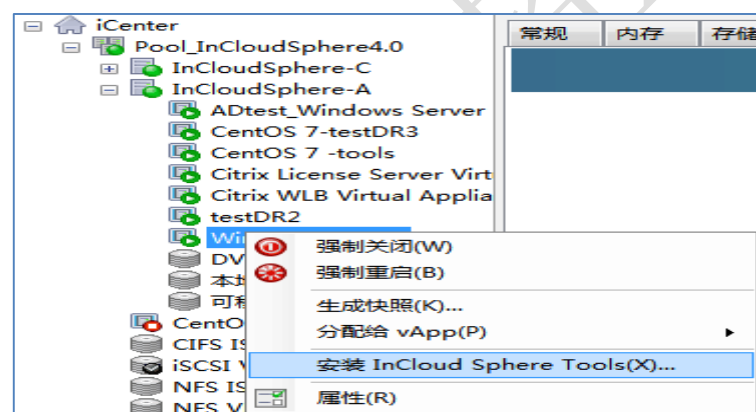 iCenter
Pool_InCloudSphere4.0
InCloudSphere-C
InCloudSphere-A
ADtest_Windows Server
CentOS 7-testDR3
CentOS 7 -tools
Citrix License Server Virt
Citrix WLB Virtual Applia
testDR2
Wi
DV
本
可
CentO
CIFS IS
iSCSI V
NFS IS
NFS V
常规 内存 存储
强制关闭(W)
强制重启(B)
生成快照(K)...
分配给 vApp(P)
安装 InCloud Sphere Tools(X)...
属性(R)